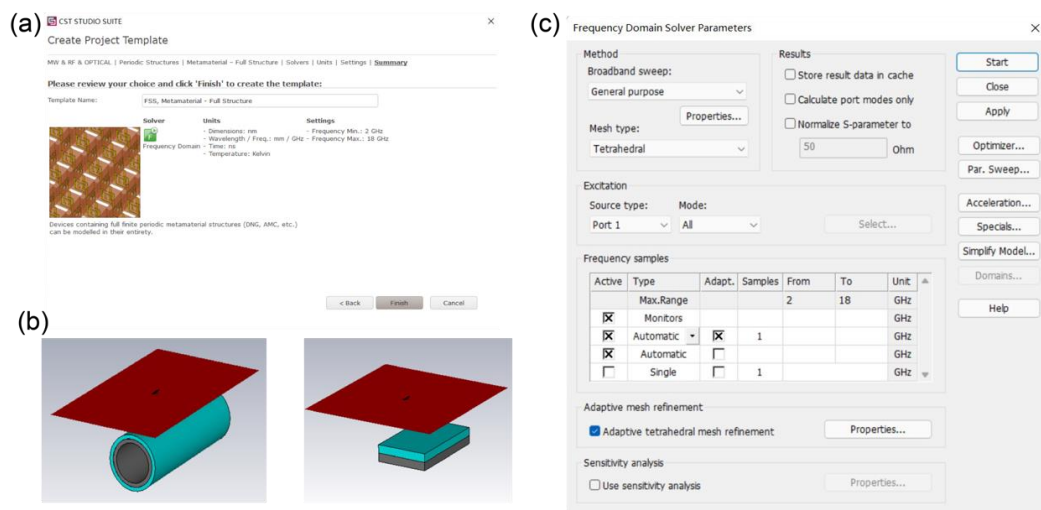 (a)
CST STUDIO SUITE
Create Project Template
MW & RF & OPTICAL | Periodic Structures | Metamaterial - Full Structure | Solvers | Units | Settings | Summary
Please review your choice and click 'Finish' to create the template:
Template Name: FSS, Metamaterial - Full Structure
Solver Units Settings
Frequency Domain
- Dimensions: nm
- Wavelength / Freq.: mm / GHz
- Time: ns
- Temperature: Kelvin
- Frequency Min.: 2 GHz
- Frequency Max.: 18 GHz
Devices containing full finite periodic metamaterial structures (DNG, AMC, etc.)
can be modelled in their entirety.
< Back Finish Cancel
(b)
(c)
Frequency Domain Solver Parameters
Method
Broadband sweep:
General purpose
Properties...
Mesh type:
Tetrahedral
Results
Store result data in cache
Calculate port modes only
Normalize S-parameter to
50 Ohm
Excitation
Source type: Mode:
Port 1 All Select...
Frequency samples
Active Type Adapt. Samples From To Unit
Max.Range 2 18 GHz
Monitors GHz
Automatic 1 GHz
Automatic GHz
Single 1 GHz
Adaptive mesh refinement
Adaptive tetrahedral mesh refinement Properties...
Sensitivity analysis
Use sensitivity analysis Properties...
Start
Close
Apply
Optimizer...
Par. Sweep...
Acceleration...
Specials...
Simplify Model...
Domains...
Help